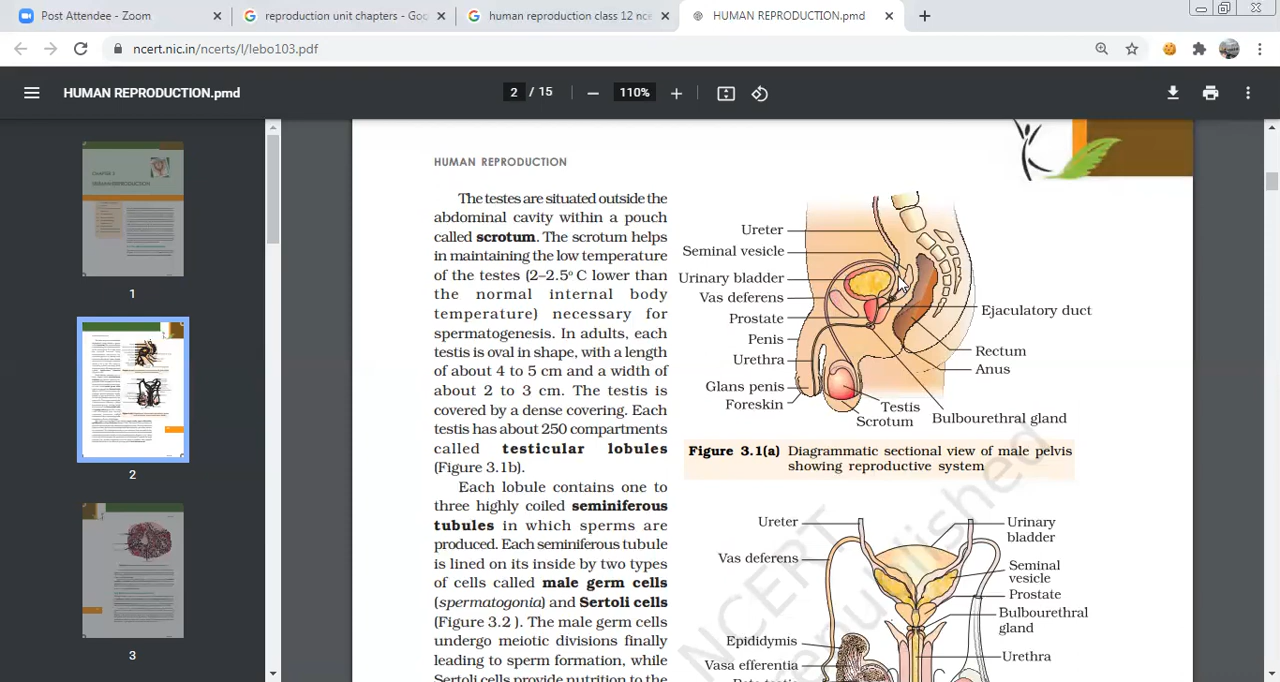 Post Attendee - Zoom
reproduction unit chapters - Goo
human reproduction class 12 nce
HUMAN REPRODUCTION.pmd
ncert.nic.in/ncerts/l/lebo103.pdf
HUMAN REPRODUCTION.pmd
2 / 15
110%
1
2
3
HUMAN REPRODUCTION
The testes are situated outside the
abdominal cavity within a pouch
called scrotum. The scrotum helps
in maintaining the low temperature
of the testes (2–2.5° C lower than
the normal internal body
temperature) necessary for
spermatogenesis. In adults, each
testis is oval in shape, with a length
of about 4 to 5 cm and a width of
about 2 to 3 cm. The testis is
covered by a dense covering. Each
testis has about 250 compartments
called testicular lobules
(Figure 3.1b).
Each lobule contains one to
three highly coiled seminiferous
tubules in which sperms are
produced. Each seminiferous tubule
is lined on its inside by two types
of cells called male germ cells
(spermatogonia) and Sertoli cells
(Figure 3.2 ). The male germ cells
undergo meiotic divisions finally
leading to sperm formation, while
Sertoli cells provide nutrition to the
Ureter
Seminal vesicle
Urinary bladder
Vas deferens
Prostate
Penis
Urethra
Glans penis
Foreskin
Ejaculatory duct
Rectum
Anus
Testis
Scrotum
Bulbourethral gland
Figure 3.1(a) Diagrammatic sectional view of male pelvis
showing reproductive system
Ureter
Vas deferens
Epididymis
Vasa efferentia
Urinary
bladder
Seminal
vesicle
Prostate
Bulbourethral
gland
Urethra
NCERT
republished